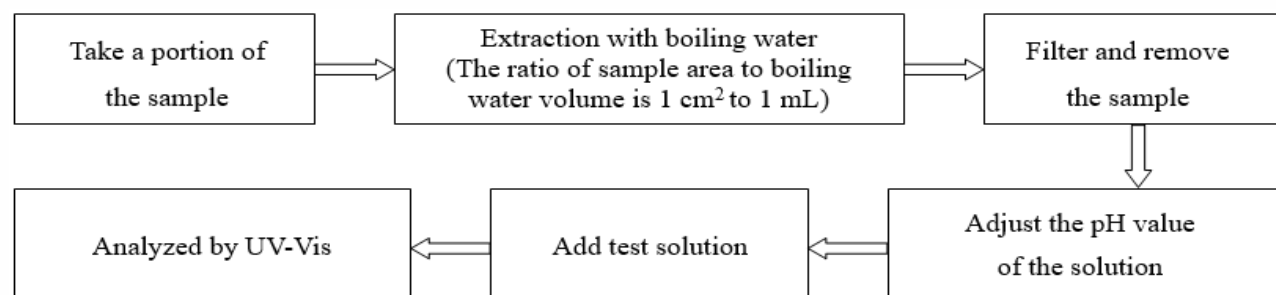 Take a portion of
the sample
Extraction with boiling water
(The ratio of sample area to boiling
water volume is 1 cm² to 1 mL)
Filter and remove
the sample
Adjust the pH value
of the solution
Add test solution
Analyzed by UV-Vis